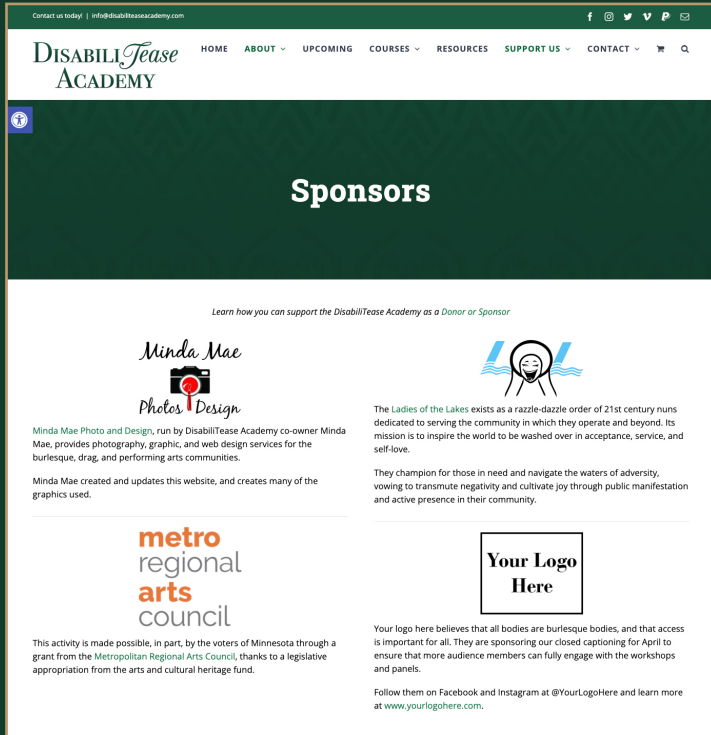 Contact us today! | info@disabiliteaseacademy.com
DISABILITease
ACADEMY
HOME ABOUT UPCOMING COURSES RESOURCES SUPPORT US CONTACT
Sponsors
Learn how you can support the DisabiliTease Academy as a Donor or Sponsor
Minda Mae
Photos Design
Minda Mae Photo and Design, run by DisabiliTease Academy co-owner Minda
Mae, provides photography, graphic, and web design services for the
burlesque, drag, and performing arts communities.
Minda Mae created and updates this website, and creates many of the
graphics used.
metro
regional
arts
council
This activity is made possible, in part, by the voters of Minnesota through a
grant from the Metropolitan Regional Arts Council, thanks to a legislative
appropriation from the arts and cultural heritage fund.
L L
The Ladies of the Lakes exists as a razzle-dazzle order of 21st century nuns
dedicated to serving the community in which they operate and beyond. Its
mission is to inspire the world to be washed over in acceptance, service, and
self-love.
They champion for those in need and navigate the waters of adversity,
vowing to transmute negativity and cultivate joy through public manifestation
and active presence in their community.
Your Logo
Here
Your logo here believes that all bodies are burlesque bodies, and that access
is important for all. They are sponsoring our closed captioning for April to
ensure that more audience members can fully engage with the workshops
and panels.
Follow them on Facebook and Instagram at @YourLogoHere and learn more
at www.yourlogohere.com.